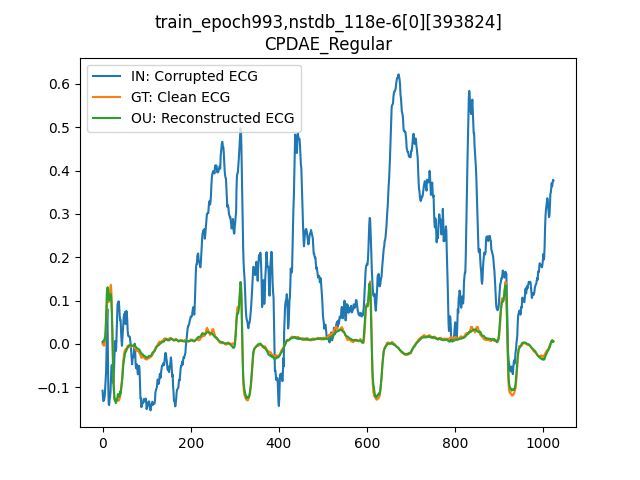 train_epoch993,nstdb_118e-6[0][393824]
CPDAE_Regular
IN: Corrupted ECG
GT: Clean ECG
OU: Reconstructed ECG
0.6
0.5
0.4
0.3
0.2
0.1
0.0
−0.1
0 200 400 600 800 1000